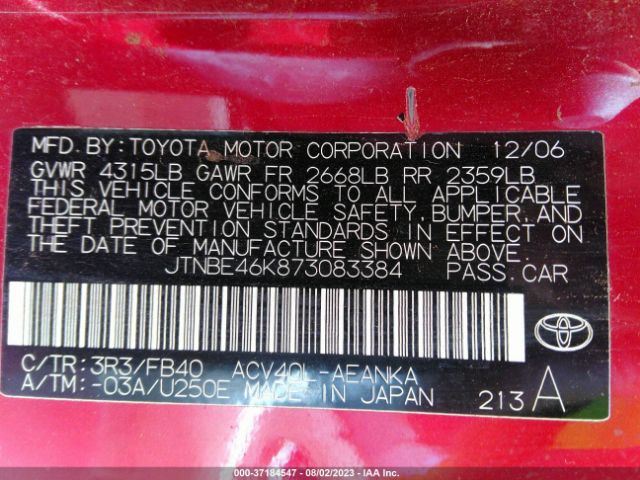 MFD. BY: TOYOTA MOTOR CORPORATION 12/06
GVWR 4315LB GAWR FR 2668LB RR 2359LB
THIS VEHICLE CONFORMS TO ALL APPLICABLE
FEDERAL MOTOR VEHICLE SAFETY, BUMPER, AND
THEFT PREVENTION STANDARDS IN EFFECT ON
THE DATE OF MANUFACTURE SHOWN ABOVE.
JTNBE46K873083384 PASS. CAR
C/TR: 3R3/FB40 ACV40L-AEANKA
A/TM: -03A/U250E MADE IN JAPAN 213 A
000-37184547 - 08/02/2023 - IAA Inc.